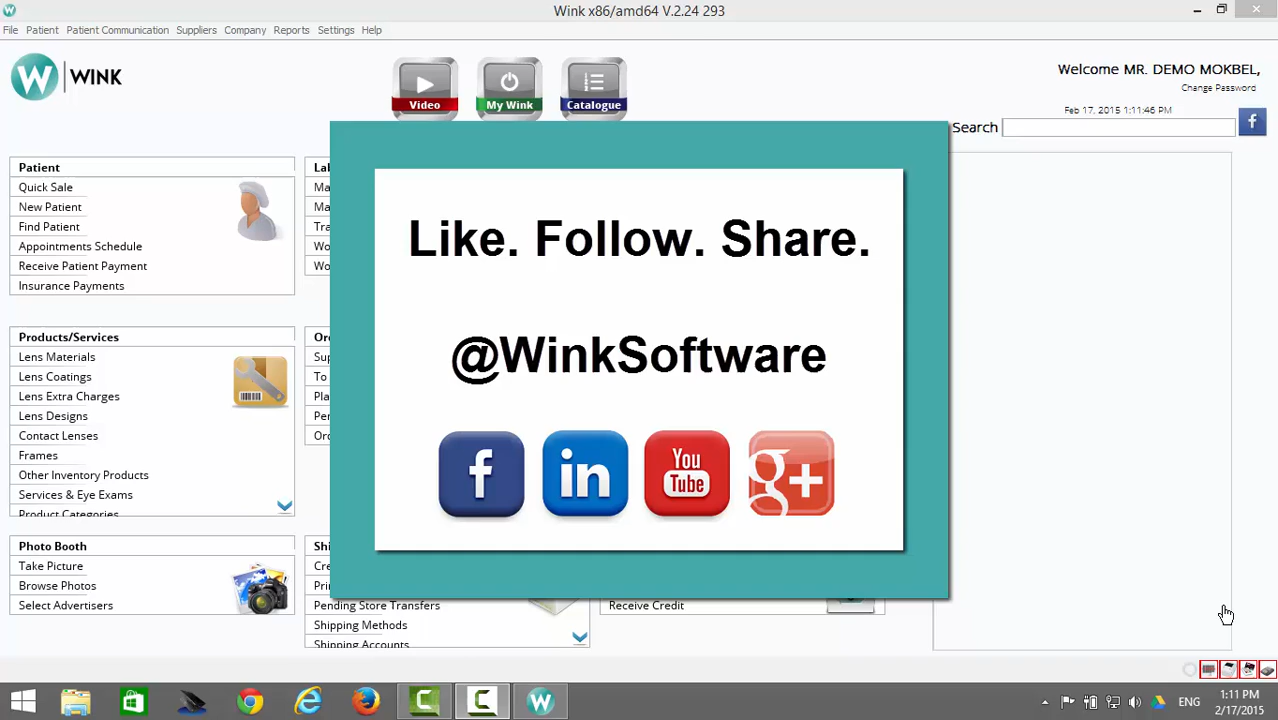 Wink x86/amd64 V.2.24 293
File Patient Patient Communication Suppliers Company Reports Settings Help
W WINK
Video My Wink Catalogue
Welcome MR. DEMO MOKBEL,
Change Password
Feb 17, 2015 1:11:46 PM
Search
f
Patient
Quick Sale
New Patient
Find Patient
Appointments Schedule
Receive Patient Payment
Insurance Payments
Products/Services
Lens Materials
Lens Coatings
Lens Extra Charges
Lens Designs
Contact Lenses
Frames
Other Inventory Products
Services & Eye Exams
Product Categories
Photo Booth
Take Picture
Browse Photos
Select Advertisers
Like. Follow. Share.
@WinkSoftware
f in You Tube g+
Pending Store Transfers
Shipping Methods
Shipping Accounts
Receive Credit
ENG
1:11 PM
2/17/2015